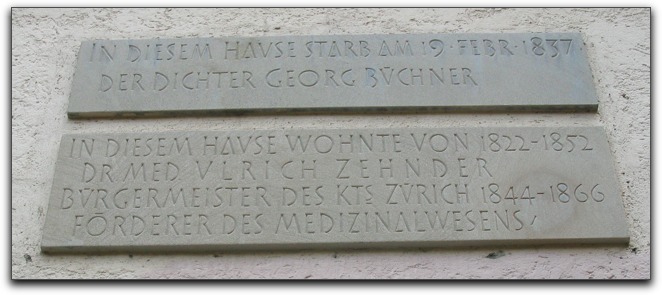 IN DIESEM HAVSE STARB AM 19·FEBR·1837·
DER DICHTER GEORG BÜCHNER
IN DIESEM HAVSE WOHNTE VON 1822-1852
DR MED. VLRICH ZEHNDER
BÜRGERMEISTER DES KTS ZÜRICH 1844-1866
FÖRDERER DES MEDIZINALWESENS